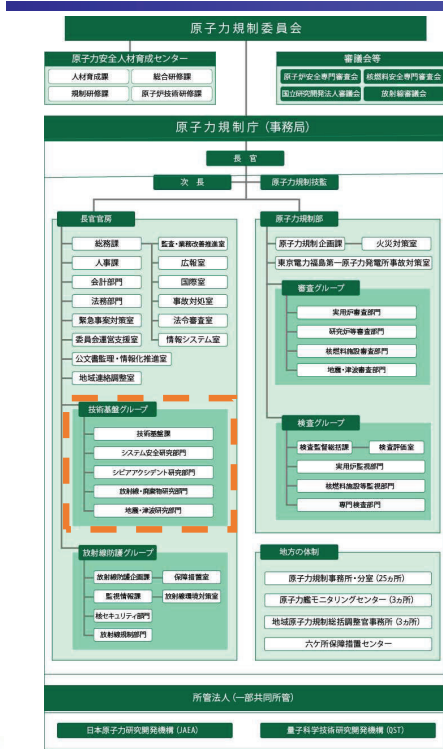 原子力規制委員会
原子力安全人材育成センター
人材育成課
総合研修課
規制研修課
原子炉技術研修課
審議会等
原子炉安全専門審査会
核燃料安全専門審査会
国立研究開発法人審議会
放射線審議会
原子力規制庁（事務局）
長官
次長
原子力規制技監
長官官房
総務課
監査・業務改善推進室
人事課
広報室
会計部門
国際室
法務部門
事故対処室
緊急事案対策室
法令審査室
委員会運営支援室
情報システム室
公文書監理・情報化推進室
地域連絡調整室
技術基盤グループ
技術基盤課
システム安全研究部門
シビアアクシデント研究部門
放射線・廃棄物研究部門
地震・津波研究部門
放射線防護グループ
放射線防護企画課
保障措置室
監視情報課
放射線環境対策室
核セキュリティ部門
放射線規制部門
原子力規制部
原子力規制企画課
火災対策室
東京電力福島第一原子力発電所事故対策室
審査グループ
実用炉審査部門
研究炉等審査部門
核燃料施設審査部門
地震・津波審査部門
検査グループ
検査監督総括課
検査評価室
実用炉監視部門
核燃料施設等監視部門
専門検査部門
地方の体制
原子力規制事務所・分室（25ヵ所）
原子力艦モニタリングセンター（3ヵ所）
地域原子力規制総括調整官事務所（3ヵ所）
六ケ所保障措置センター
所管法人（一部共同所管）
日本原子力研究開発機構（JAEA）
量子科学技術研究開発機構（QST）